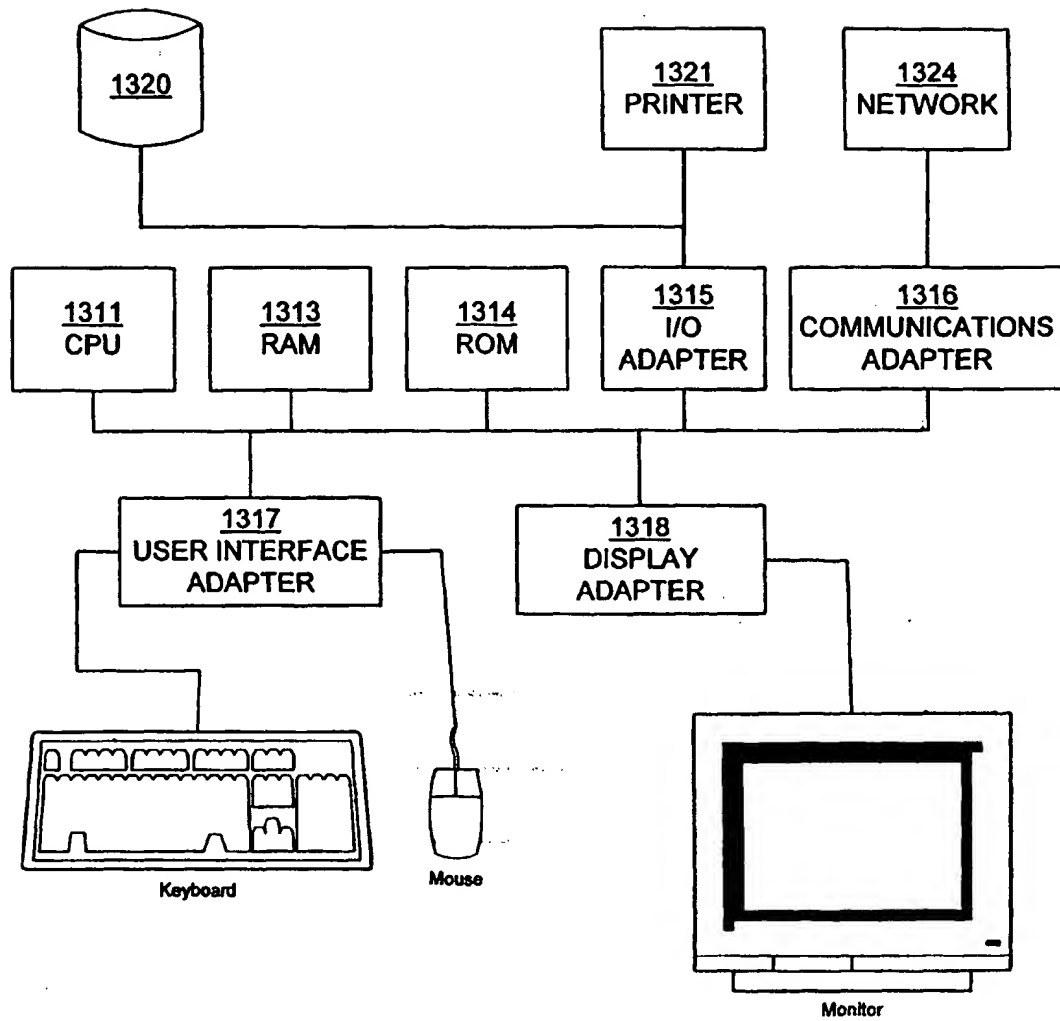 1320
1321
PRINTER
1324
NETWORK
1311
CPU
1313
RAM
1314
ROM
1315
I/O
ADAPTER
1316
COMMUNICATIONS
ADAPTER
1317
USER INTERFACE
ADAPTER
1318
DISPLAY
ADAPTER
Keyboard
Mouse
Monitor